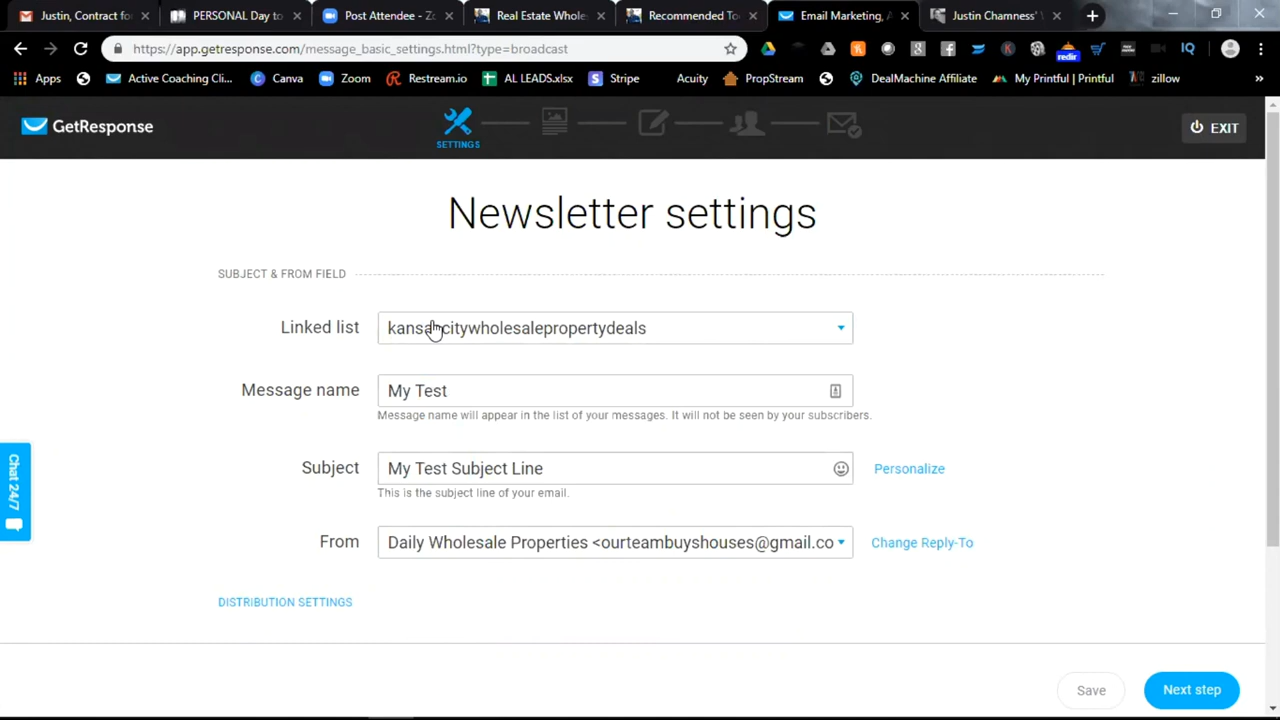 Justin, Contract for
PERSONAL Day to
Post Attendee - Zo
Real Estate Whole
Recommended To
Email Marketing, A
Justin Chamness' V
https://app.getresponse.com/message_basic_settings.html?type=broadcast
redir
IQ
Apps
Active Coaching Cli...
Canva
Zoom
Restream.io
AL LEADS.xlsx
Stripe
Acuity
PropStream
DealMachine Affiliate
My Printful | Printful
zillow
»
GetResponse
SETTINGS
EXIT
Newsletter settings
SUBJECT & FROM FIELD
Linked list
kansascitywholesalepropertydeals
Message name
My Test
Message name will appear in the list of your messages. It will not be seen by your subscribers.
Subject
My Test Subject Line
Personalize
This is the subject line of your email.
From
Daily Wholesale Properties <ourteambuyshouses@gmail.co
Change Reply-To
Chat 24/7
DISTRIBUTION SETTINGS
Save
Next step